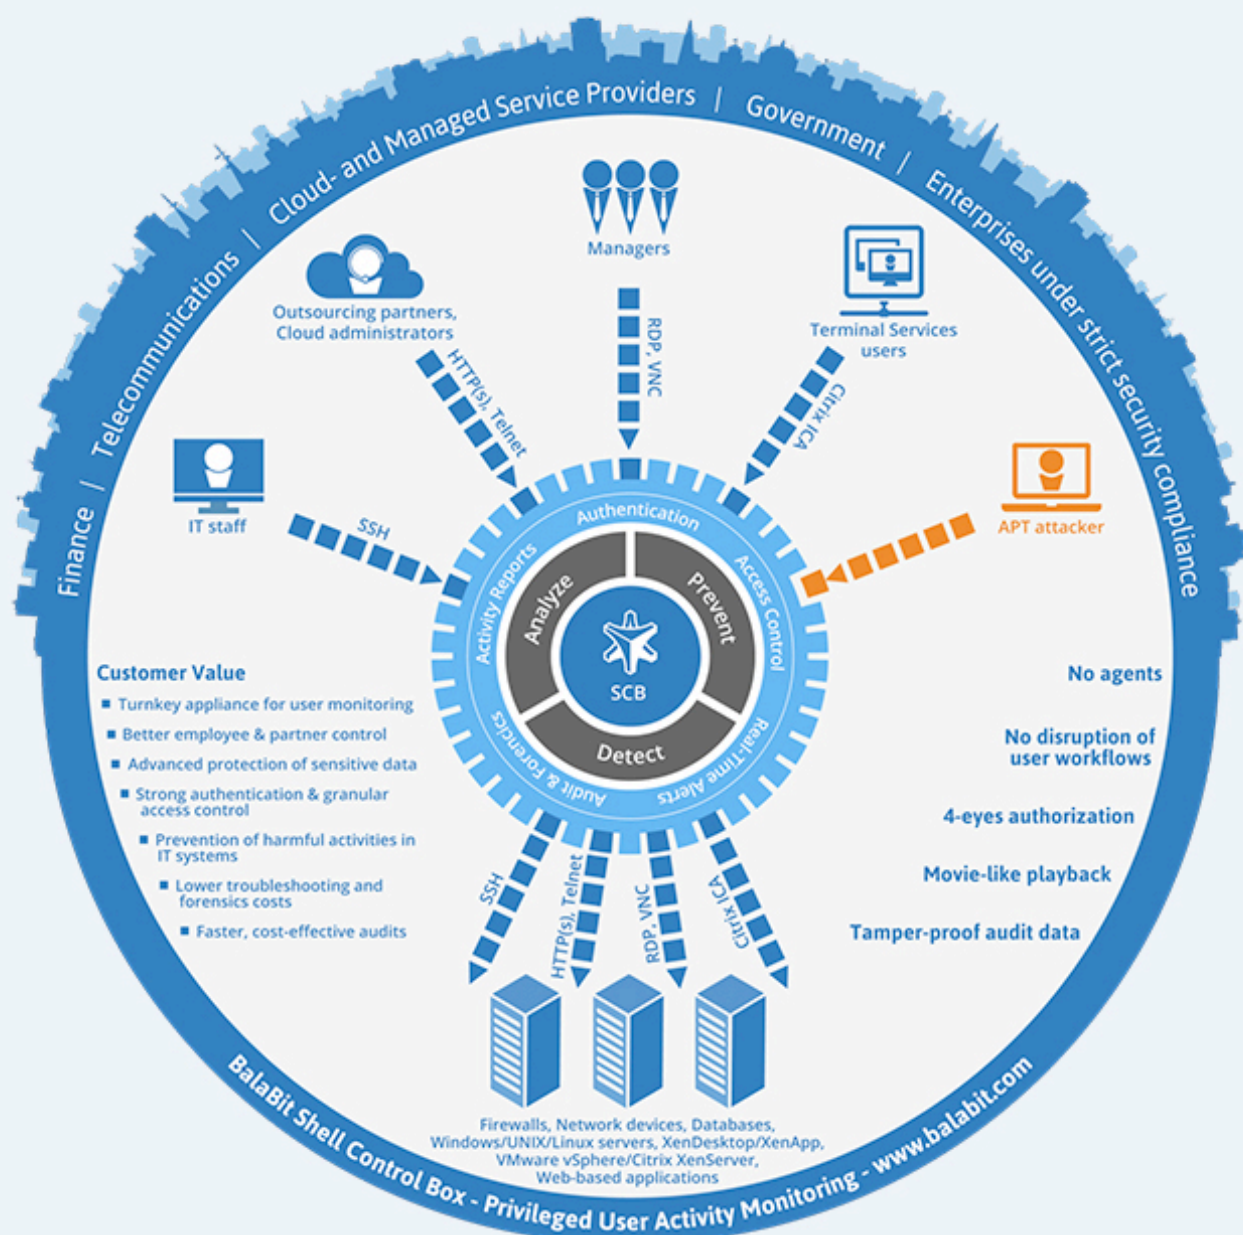 Finance | Telecommunications | Cloud- and Managed Service Providers | Government | Enterprises under strict security compliance
Managers
Outsourcing partners,
Cloud administrators
Terminal Services
users
IT staff
APT attacker
SSH
HTTP(s), Telnet
RDP, VNC
Citrix ICA
Authentication
Access Control
Real-Time Alerts
Audit & Forencics
Activity Reports
Analyze
Prevent
Detect
SCB
Customer Value
Turnkey appliance for user monitoring
Better employee & partner control
Advanced protection of sensitive data
Strong authentication & granular
access control
Prevention of harmful activities in
IT systems
Lower troubleshooting and
forensics costs
Faster, cost-effective audits
No agents
No disruption of
user workflows
4-eyes authorization
Movie-like playback
Tamper-proof audit data
SSH
HTTP(s), Telnet
RDP, VNC
Citrix ICA
Firewalls, Network devices, Databases,
Windows/UNIX/Linux servers, XenDesktop/XenApp,
VMware vSphere/Citrix XenServer,
Web-based applications
BalaBit Shell Control Box - Privileged User Activity Monitoring - www.balabit.com